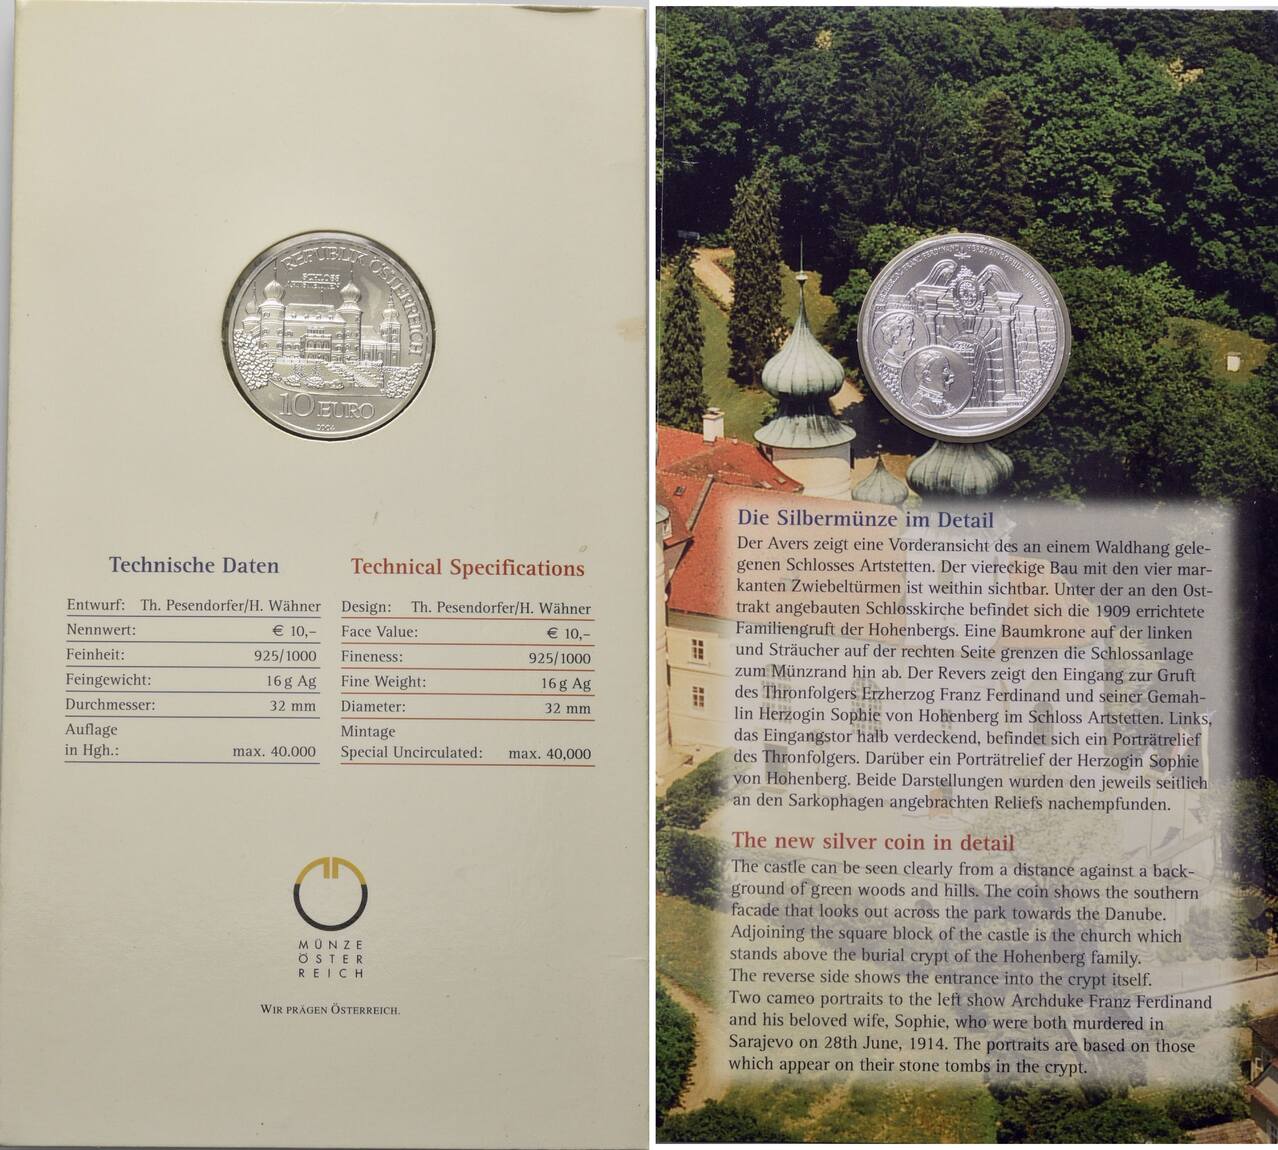 REPUBLIK ÖSTERREICH
SCHLOSS
ARTSTETTEN
10 EURO
2004
Technische Daten
Entwurf: Th. Pesendorfer/H. Wähner
Nennwert: € 10,–
Feinheit: 925/1000
Feingewicht: 16 g Ag
Durchmesser: 32 mm
Auflage
in Hgh.: max. 40.000
Technical Specifications
Design: Th. Pesendorfer/H. Wähner
Face Value: € 10,–
Fineness: 925/1000
Fine Weight: 16 g Ag
Diameter: 32 mm
Mintage
Special Uncirculated: max. 40,000
MÜNZE
ÖSTER
REICH
WIR PRÄGEN ÖSTERREICH.
ERZHERZOG FRANZ FERDINAND • HERZOGIN SOPHIE HOHENBERG
Die Silbermünze im Detail
Der Avers zeigt eine Vorderansicht des an einem Waldhang gele-
genen Schlosses Artstetten. Der viereckige Bau mit den vier mar-
kanten Zwiebeltürmen ist weithin sichtbar. Unter der an den Ost-
trakt angebauten Schlosskirche befindet sich die 1909 errichtete
Familiengruft der Hohenbergs. Eine Baumkrone auf der linken
und Sträucher auf der rechten Seite grenzen die Schlossanlage
zum Münzrand hin ab. Der Revers zeigt den Eingang zur Gruft
des Thronfolgers Erzherzog Franz Ferdinand und seiner Gemah-
lin Herzogin Sophie von Hohenberg im Schloss Artstetten. Links,
das Eingangstor halb verdeckend, befindet sich ein Porträtrelief
des Thronfolgers. Darüber ein Porträtrelief der Herzogin Sophie
von Hohenberg. Beide Darstellungen wurden den jeweils seitlich
an den Sarkophagen angebrachten Reliefs nachempfunden.
The new silver coin in detail
The castle can be seen clearly from a distance against a back-
ground of green woods and hills. The coin shows the southern
facade that looks out across the park towards the Danube.
Adjoining the square block of the castle is the church which
stands above the burial crypt of the Hohenberg family.
The reverse side shows the entrance into the crypt itself.
Two cameo portraits to the left show Archduke Franz Ferdinand
and his beloved wife, Sophie, who were both murdered in
Sarajevo on 28th June, 1914. The portraits are based on those
which appear on their stone tombs in the crypt.